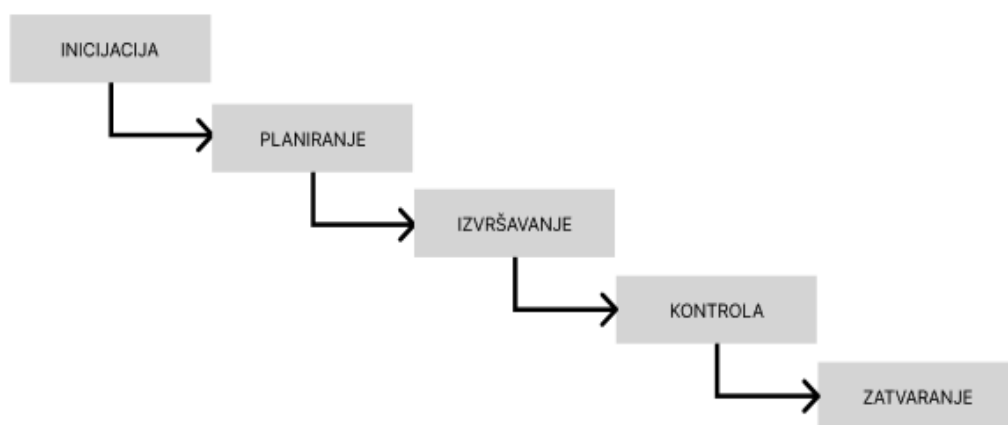 INICIJACIJA
PLANIRANJE
IZVRŠAVANJE
KONTROLA
ZATVARANJE